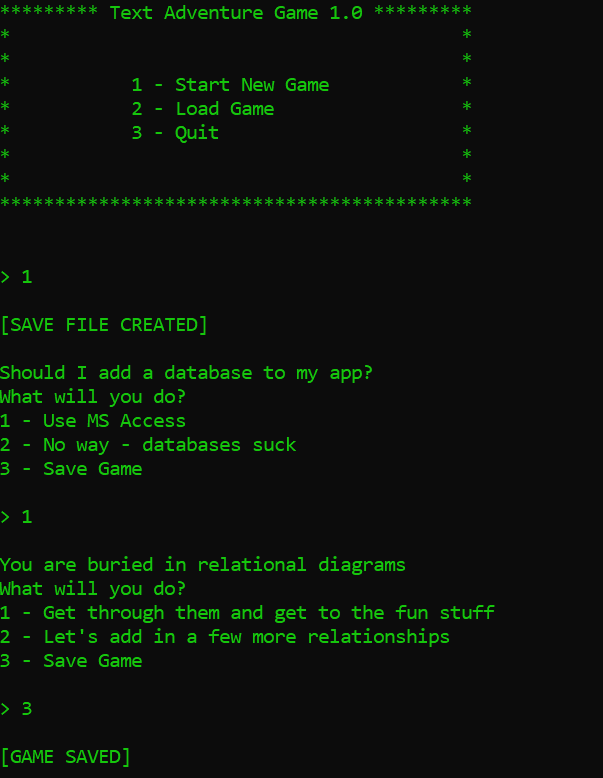 ********* Text Adventure Game 1.0 *********
*                                         *
*                                         *
*           1 - Start New Game            *
*           2 - Load Game                 *
*           3 - Quit                      *
*                                         *
*                                         *
*******************************************
> 1
[SAVE FILE CREATED]
Should I add a database to my app?
What will you do?
1 - Use MS Access
2 - No way - databases suck
3 - Save Game
> 1
You are buried in relational diagrams
What will you do?
1 - Get through them and get to the fun stuff
2 - Let's add in a few more relationships
3 - Save Game
> 3
[GAME SAVED]